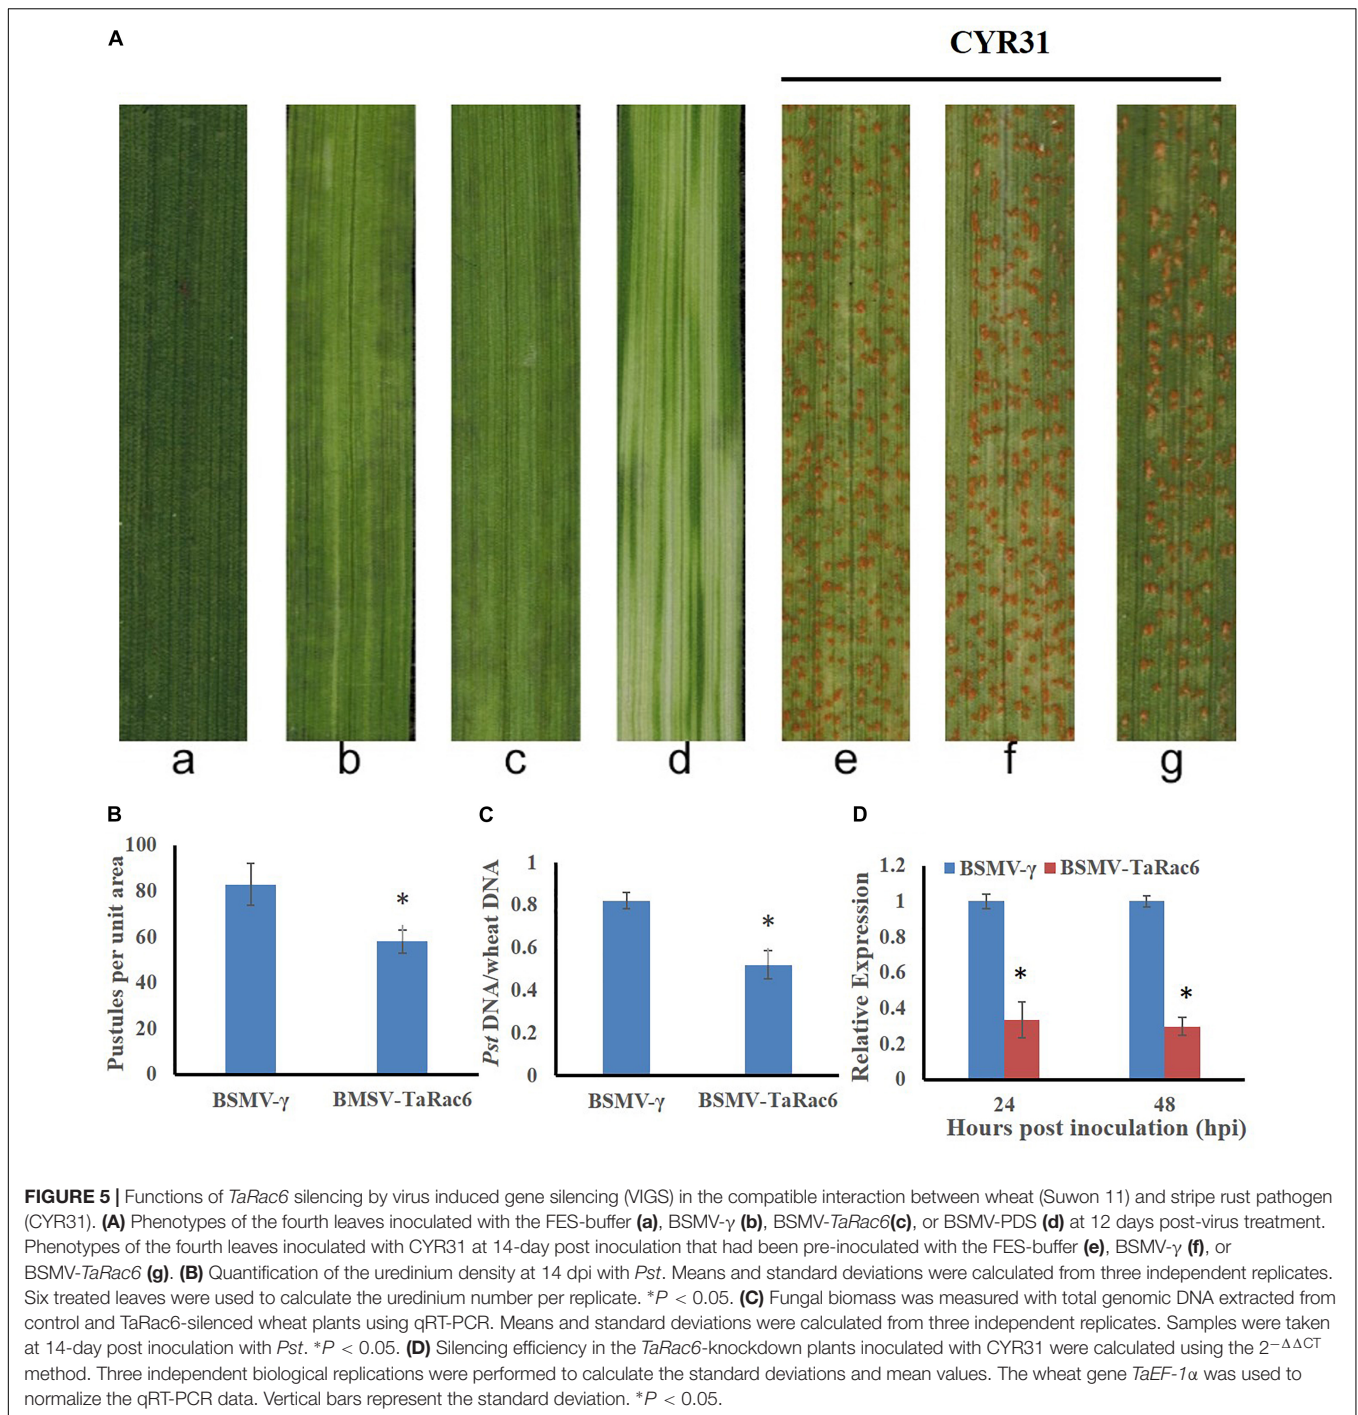 A
CYR31
a b c d e f g
B
Pustules per unit area
100
80
60
40
20
0
*
BSMV-γ BMSV-TaRac6
C
Pst DNA/wheat DNA
1
0.8
0.6
0.4
0.2
0
*
BSMV-γ BSMV-TaRac6
D
Relative Expression
1.2
1
0.8
0.6
0.4
0.2
0
BSMV-γ BSMV-TaRac6
* *
24 48
Hours post inoculation (hpi)
FIGURE 5 | Functions of TaRac6 silencing by virus induced gene silencing (VIGS) in the compatible interaction between wheat (Suwon 11) and stripe rust pathogen
(CYR31). (A) Phenotypes of the fourth leaves inoculated with the FES-buffer (a), BSMV-γ (b), BSMV-TaRac6(c), or BSMV-PDS (d) at 12 days post-virus treatment.
Phenotypes of the fourth leaves inoculated with CYR31 at 14-day post inoculation that had been pre-inoculated with the FES-buffer (e), BSMV-γ (f), or
BSMV-TaRac6 (g). (B) Quantification of the uredinium density at 14 dpi with Pst. Means and standard deviations were calculated from three independent replicates.
Six treated leaves were used to calculate the uredinium number per replicate. *P < 0.05. (C) Fungal biomass was measured with total genomic DNA extracted from
control and TaRac6-silenced wheat plants using qRT-PCR. Means and standard deviations were calculated from three independent replicates. Samples were taken
at 14-day post inoculation with Pst. *P < 0.05. (D) Silencing efficiency in the TaRac6-knockdown plants inoculated with CYR31 were calculated using the 2−ΔΔCT
method. Three independent biological replications were performed to calculate the standard deviations and mean values. The wheat gene TaEF-1α was used to
normalize the qRT-PCR data. Vertical bars represent the standard deviation. *P < 0.05.